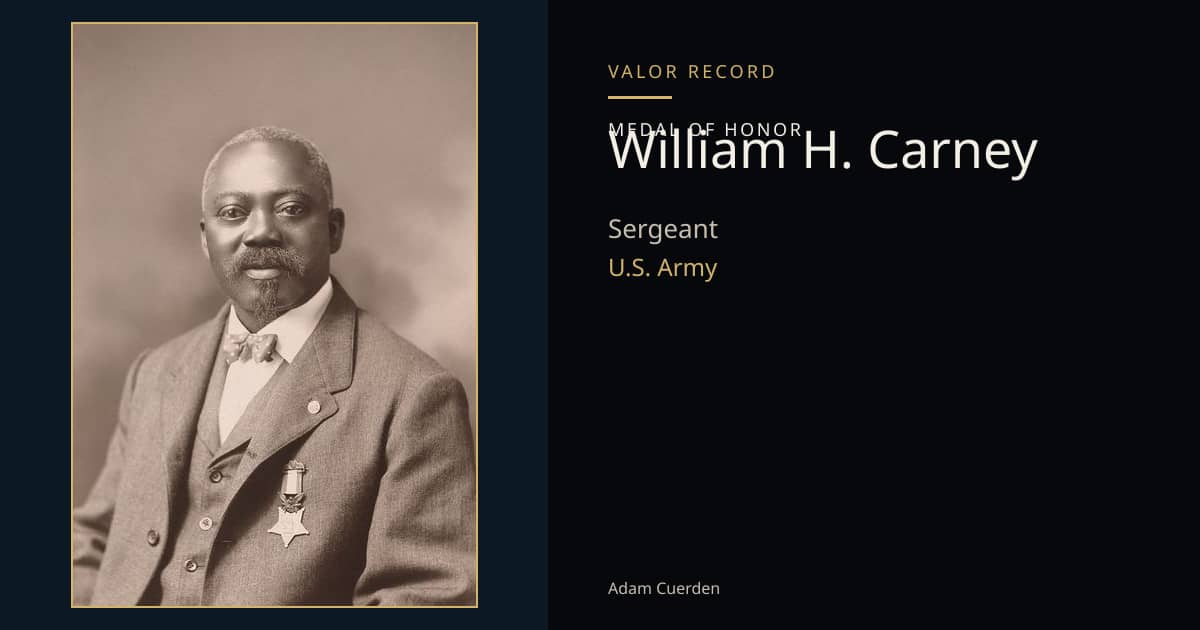 VALOR RECORD
MEDAL OF HONOR
William H. Carney
Sergeant
U.S. Army
Adam Cuerden